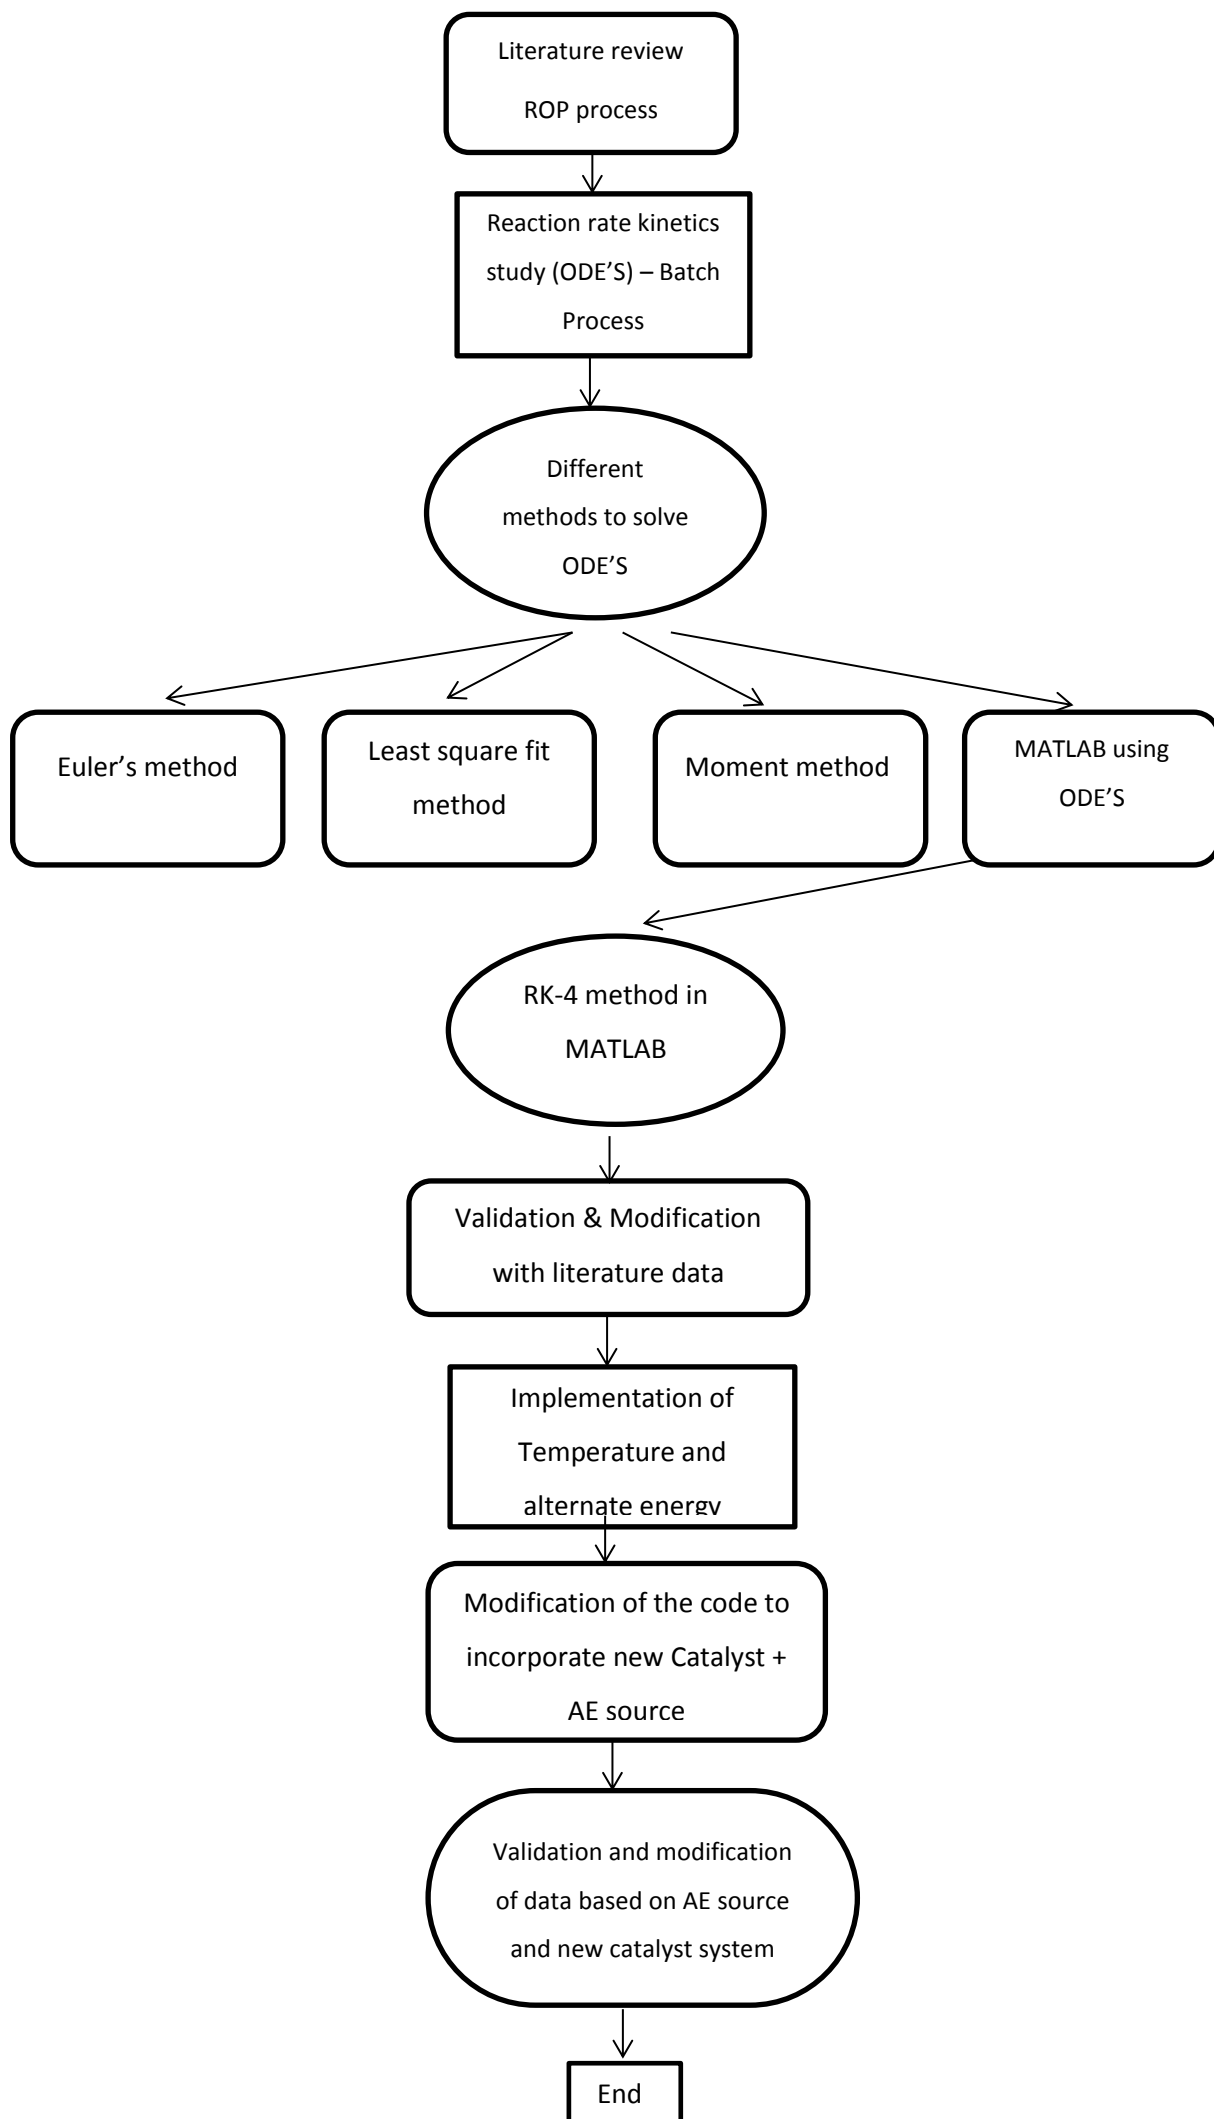 Literature review
ROP process
Reaction rate kinetics
study (ODE’S) – Batch
Process
Different
methods to solve
ODE’S
Euler’s method
Least square fit
method
Moment method
MATLAB using
ODE’S
RK-4 method in
MATLAB
Validation & Modification
with literature data
Implementation of
Temperature and
alternate energy
Modification of the code to
incorporate new Catalyst +
AE source
Validation and modification
of data based on AE source
and new catalyst system
End